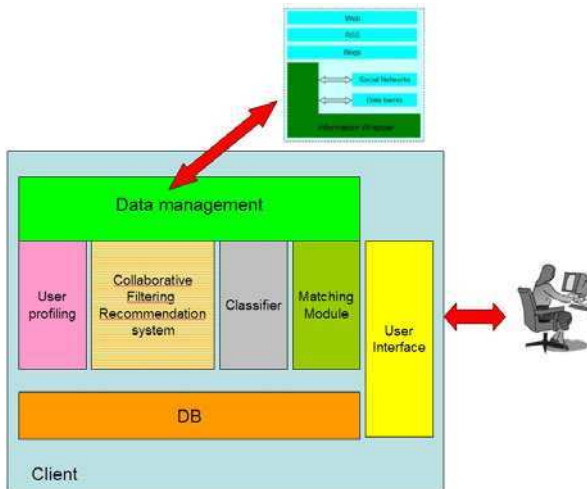 Web
RSS
Blogs
Social Networks
Data banks
Information Wrapper
Data management
User
profiling
Collaborative
Filtering
Recommendation
system
Classifier
Matching
Module
User
Interface
DB
Client